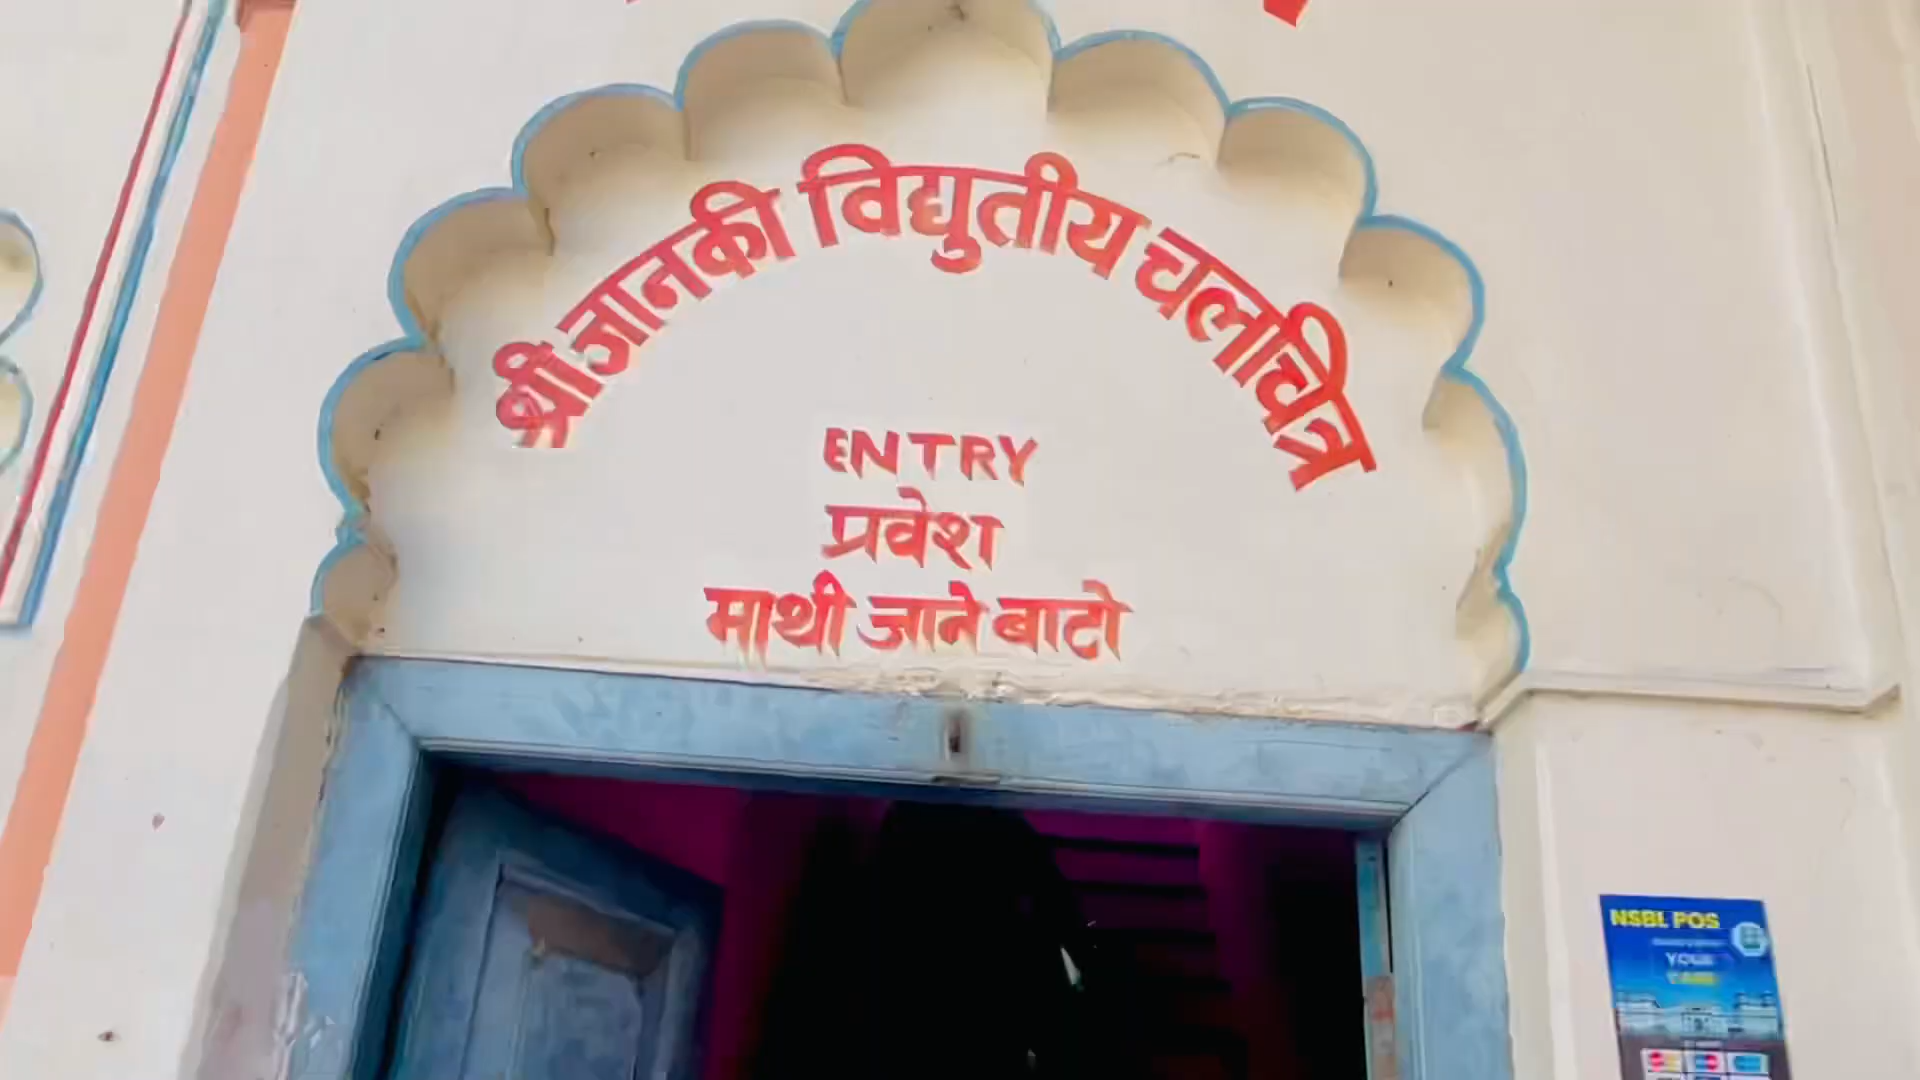 श्री जानकी विद्युतीय चलचित्र
ENTRY
प्रवेश
माथी जाने बाटो
NSBL POS
YOUR